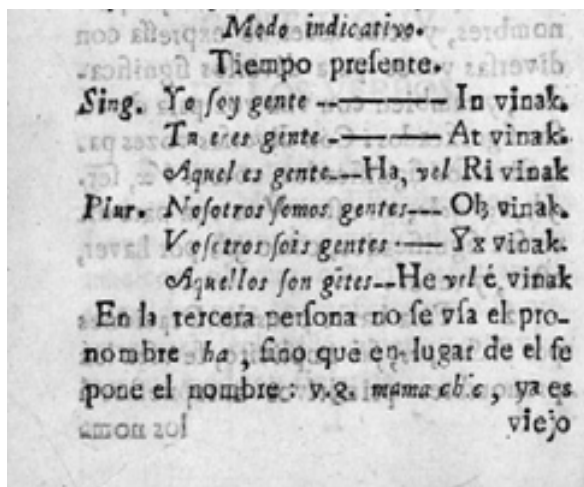 Modo indicativo.
Tiempo preſente.
Sing. Yo ſoy gente ------ In vinak.
Tu eres gente ------ At vinak.
Aquel es gente.--Ha, vel Ri vinak
Plur. Noſotros ſomos gentes.-- Oh vinak.
Voſotros ſois gentes ---- Yx vinak.
Aquellos ſon gẽtes--He vel é vinak
En la tercera perſona no ſe vſa el pro-
nombre ha, ſino que en lugar de el ſe
pone el nombre: v.g. mama chic, ya es
viejo